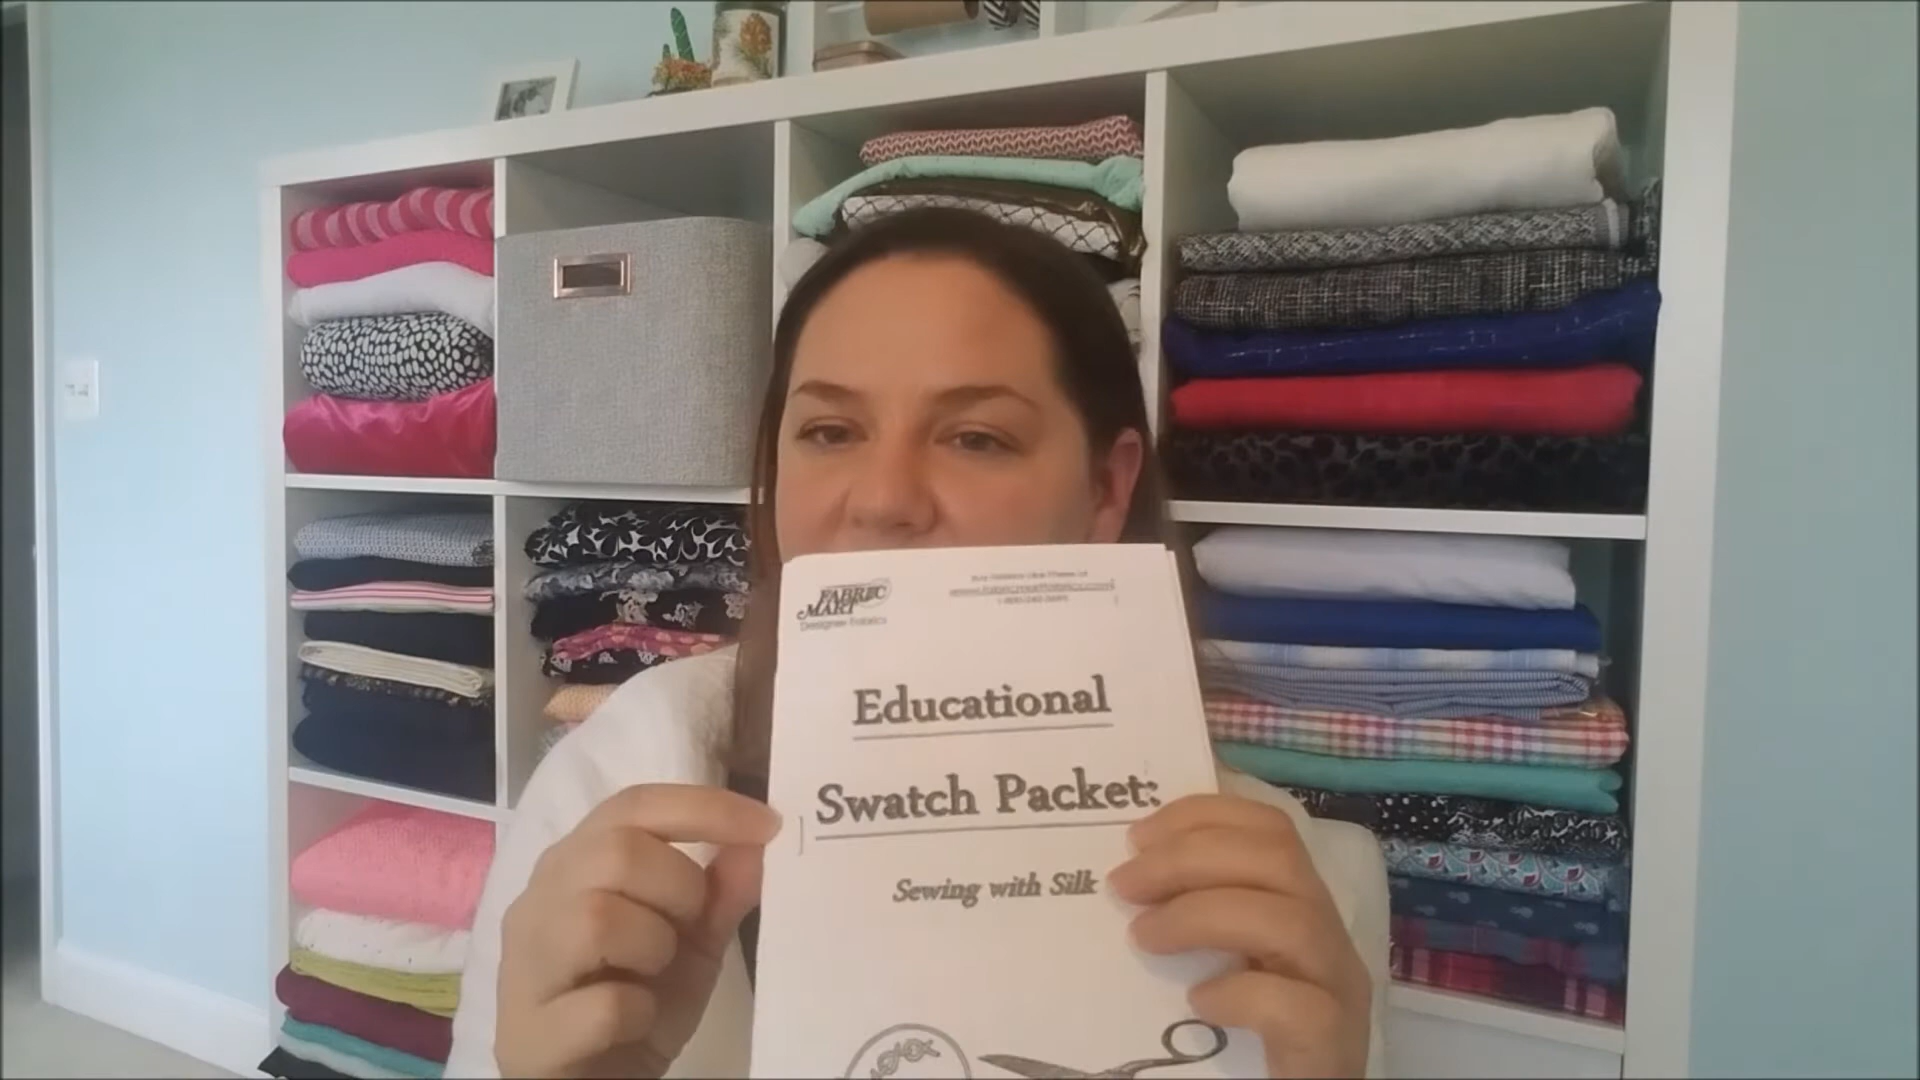 FABRIC
MART
Designer Fabrics
Educational
Swatch Packet:
Sewing with Silk